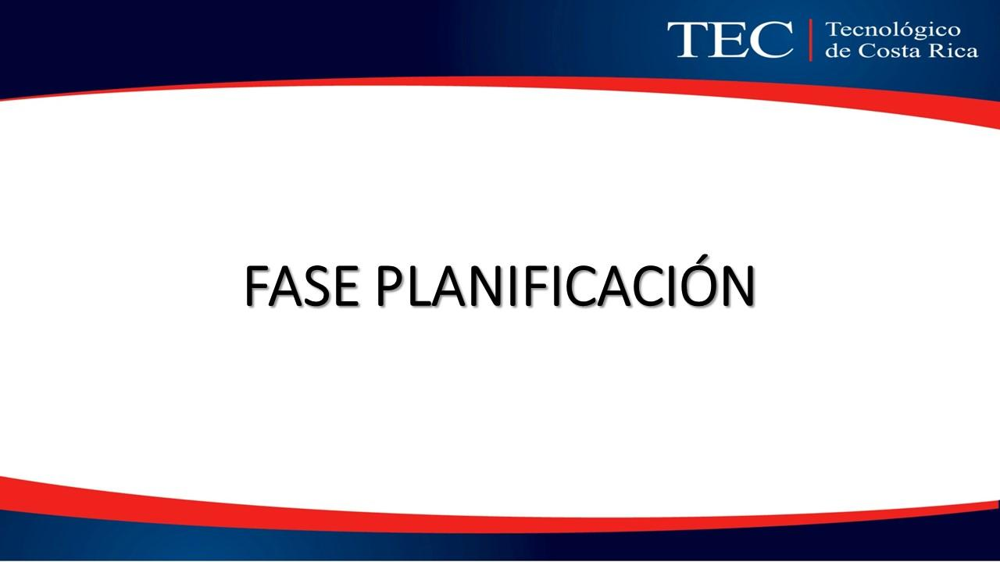 TEC
Tecnológico
de Costa Rica
FASE PLANIFICACIÓN